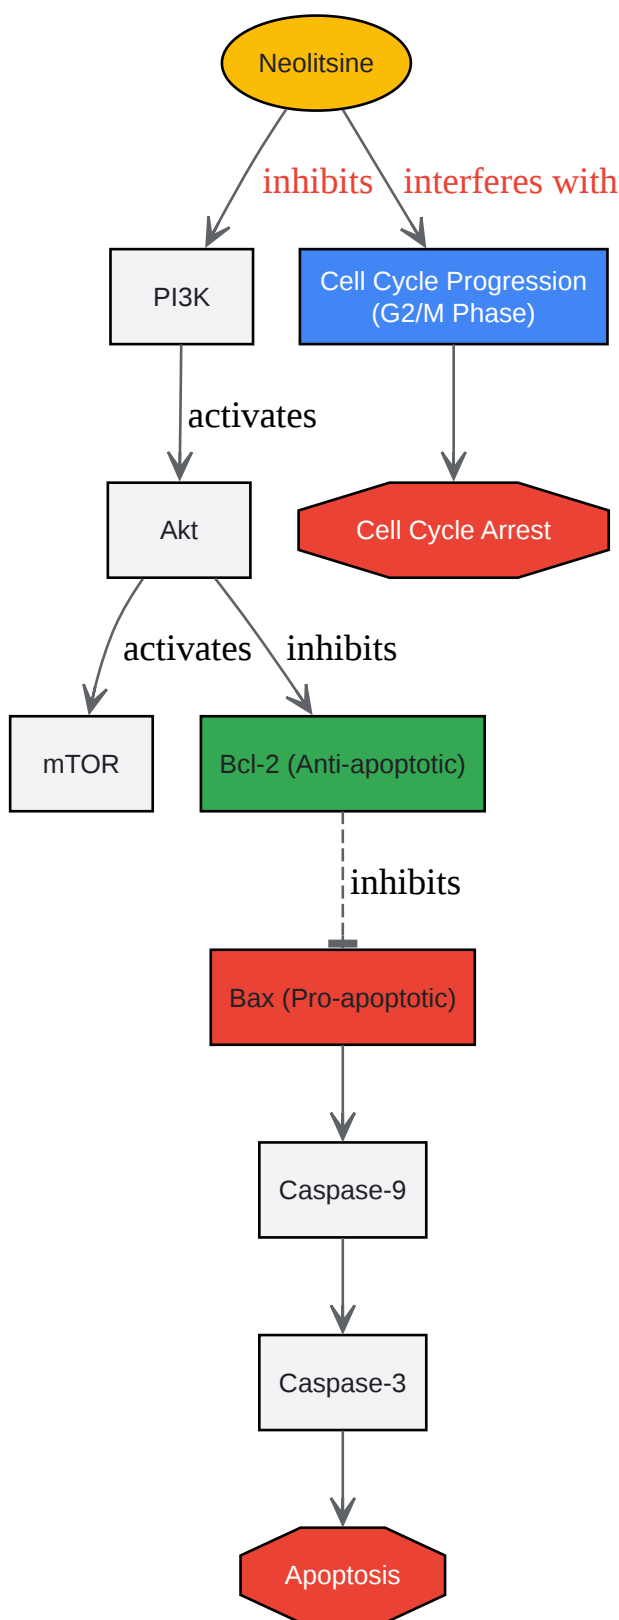 Neolitsine
inhibits
interferes with
PI3K
Cell Cycle Progression
(G2/M Phase)
activates
Akt
Cell Cycle Arrest
activates
inhibits
mTOR
Bcl-2 (Anti-apoptotic)
inhibits
Bax (Pro-apoptotic)
Caspase-9
Caspase-3
Apoptosis